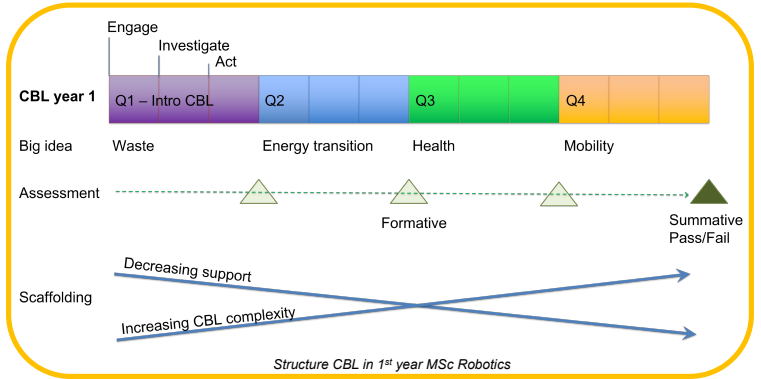 Engage
Investigate
Act
CBL year 1
Q1 – Intro CBL
Q2
Q3
Q4
Big idea
Waste
Energy transition
Health
Mobility
Assessment
Formative
Summative
Pass/Fail
Scaffolding
Decreasing support
Increasing CBL complexity
Structure CBL in 1st year MSc Robotics